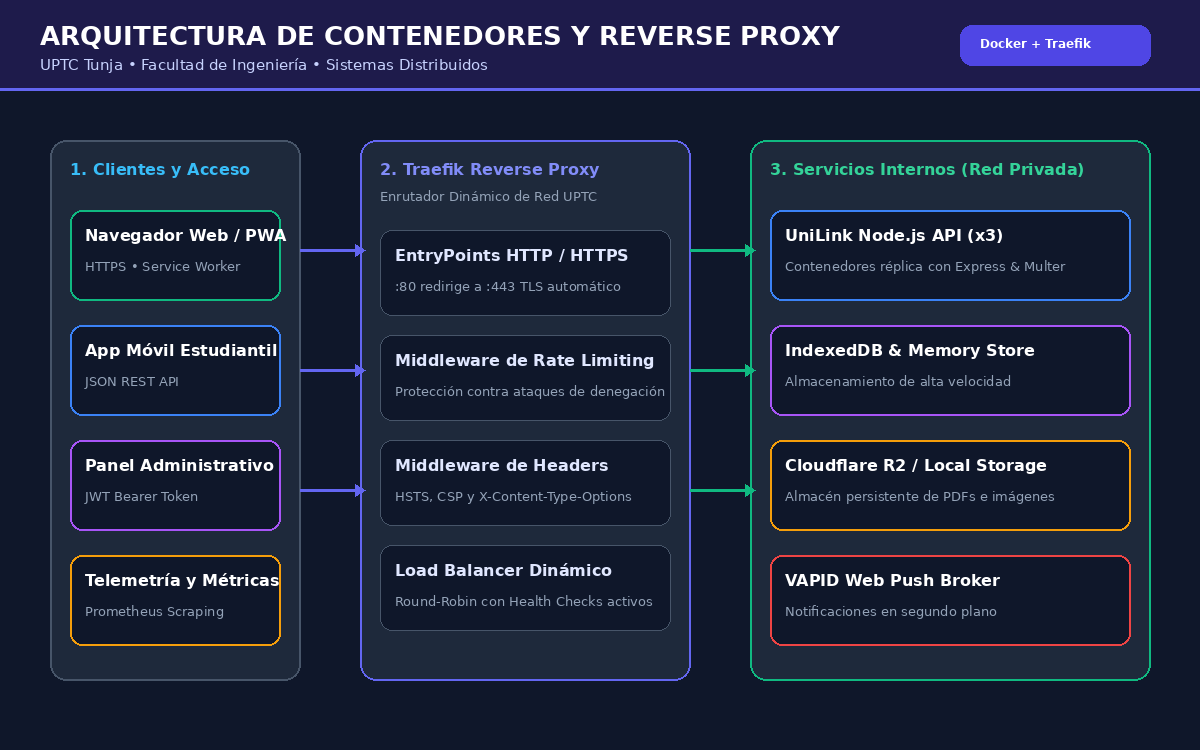 ARQUITECTURA DE CONTENEDORES Y REVERSE PROXY
UPTC Tunja • Facultad de Ingeniería • Sistemas Distribuidos
Docker + Traefik
1. Clientes y Acceso
Navegador Web / PWA
HTTPS • Service Worker
App Móvil Estudiantil
JSON REST API
Panel Administrativo
JWT Bearer Token
Telemetría y Métricas
Prometheus Scraping
2. Traefik Reverse Proxy
Enrutador Dinámico de Red UPTC
EntryPoints HTTP / HTTPS
:80 redirige a :443 TLS automático
Middleware de Rate Limiting
Protección contra ataques de denegación
Middleware de Headers
HSTS, CSP y X-Content-Type-Options
Load Balancer Dinámico
Round-Robin con Health Checks activos
3. Servicios Internos (Red Privada)
UniLink Node.js API (x3)
Contenedores réplica con Express & Multer
IndexedDB & Memory Store
Almacenamiento de alta velocidad
Cloudflare R2 / Local Storage
Almacén persistente de PDFs e imágenes
VAPID Web Push Broker
Notificaciones en segundo plano